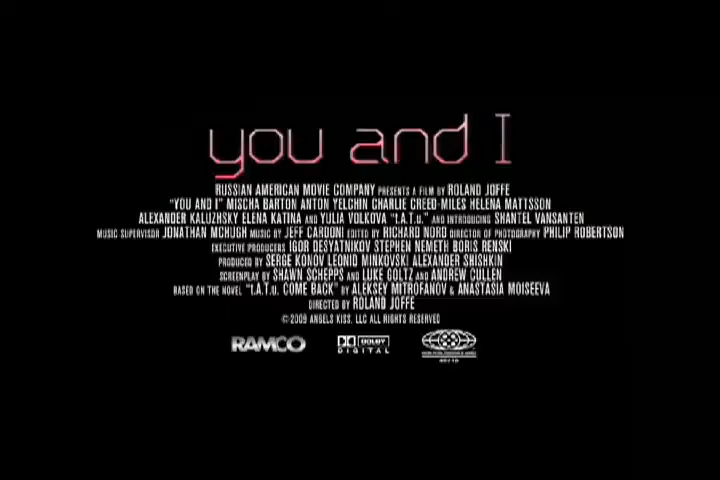 you and I
RUSSIAN AMERICAN MOVIE COMPANY PRESENTS A FILM BY ROLAND JOFFE
"YOU AND I" MISCHA BARTON ANTON YELCHIN CHARLIE CREED-MILES HELENA MATTSSON
ALEXANDER KALUZHSKY ELENA KATINA AND YULIA VOLKOVA "t.A.T.u." AND INTRODUCING SHANTEL VANSANTEN
MUSIC SUPERVISOR JONATHAN MCHUGH MUSIC BY JEFF CARDONI EDITED BY RICHARD NORD DIRECTOR OF PHOTOGRAPHY PHILIP ROBERTSON
EXECUTIVE PRODUCERS IGOR DESYATNIKOV STEPHEN NEMETH BORIS RENSKI
PRODUCED BY SERGE KONOV LEONID MINKOVSKI ALEXANDER SHISHKIN
SCREENPLAY BY SHAWN SCHEPPS AND LUKE GOLTZ AND ANDREW CULLEN
BASED ON THE NOVEL "t.A.T.u. COME BACK" BY ALEKSEY MITROFANOV & ANASTASIA MOISEEVA
DIRECTED BY ROLAND JOFFE
©2009 ANGELS KISS, LLC ALL RIGHTS RESERVED
RAMCO
DOLBY
DIGITAL